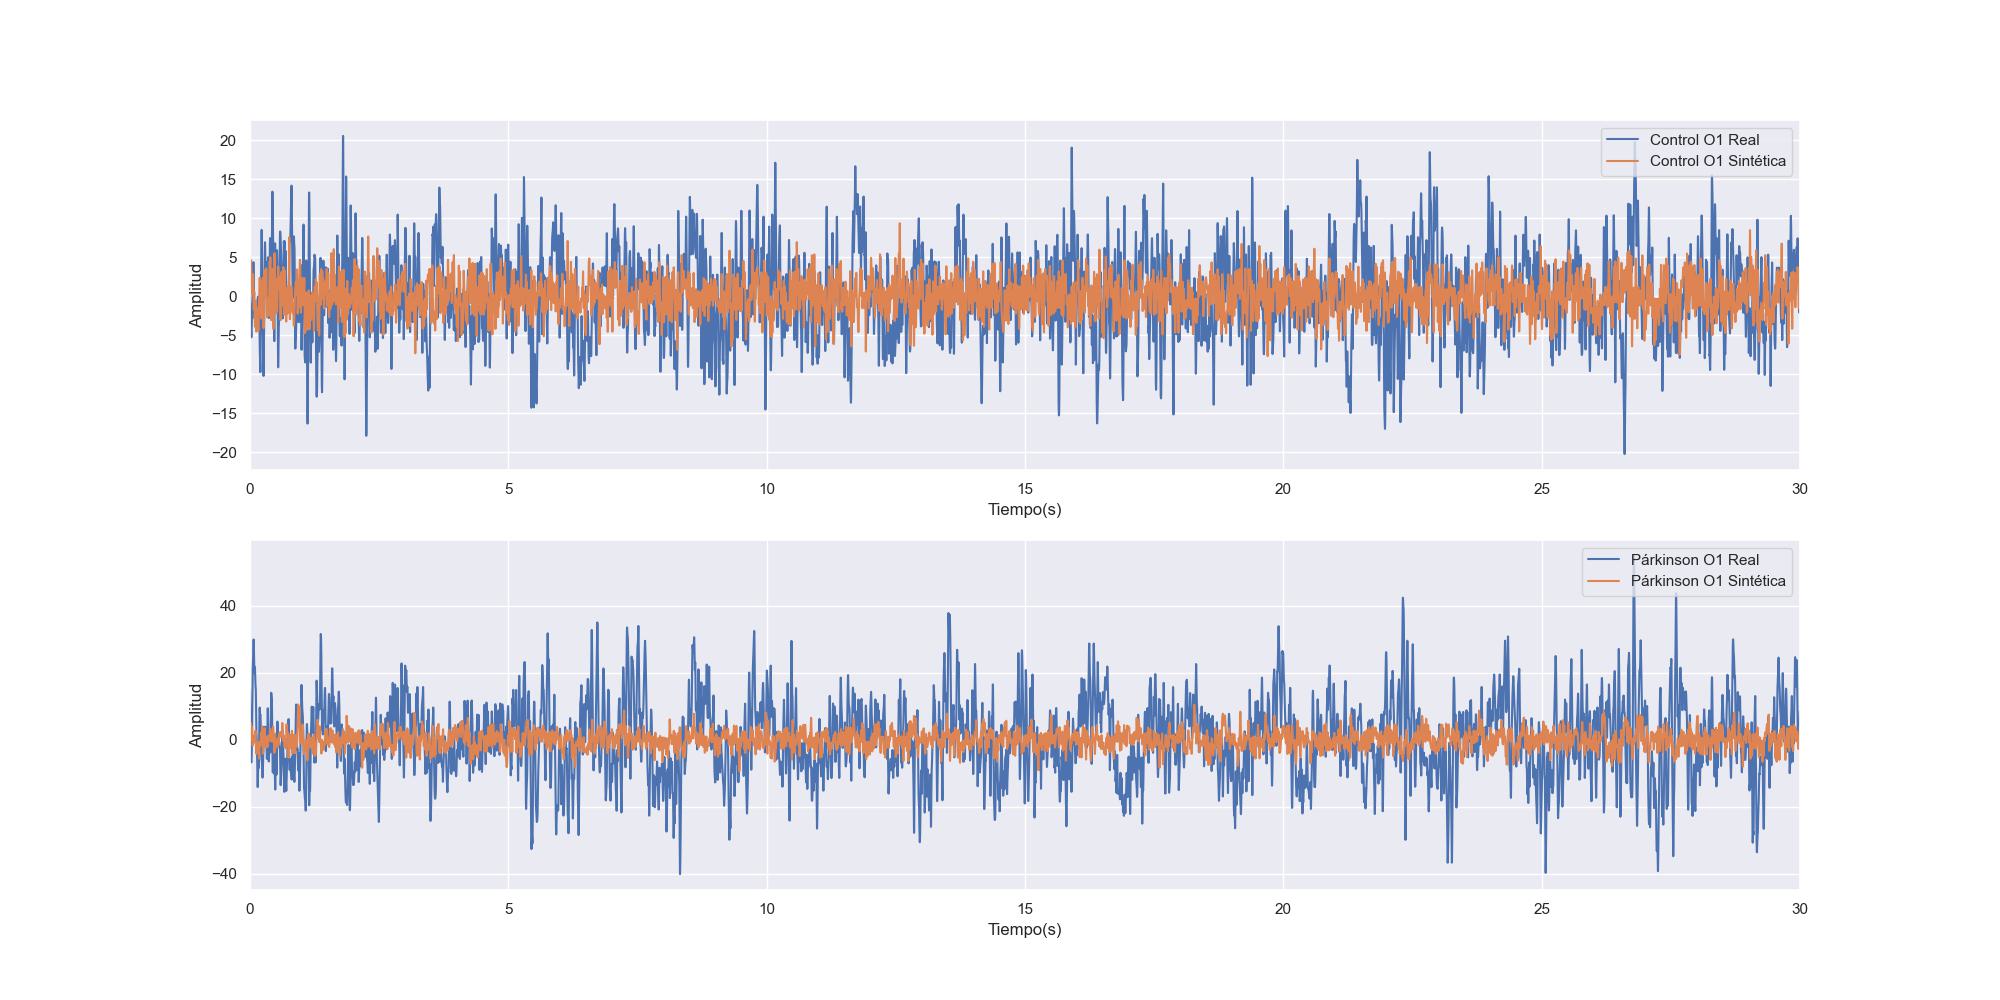 Control O1 Real
Control O1 Sintética
20
15
10
5
0
−5
−10
−15
−20
Amplitud
0 5 10 15 20 25 30
Tiempo(s)
Párkinson O1 Real
Párkinson O1 Sintética
40
20
0
−20
−40
Amplitud
0 5 10 15 20 25 30
Tiempo(s)